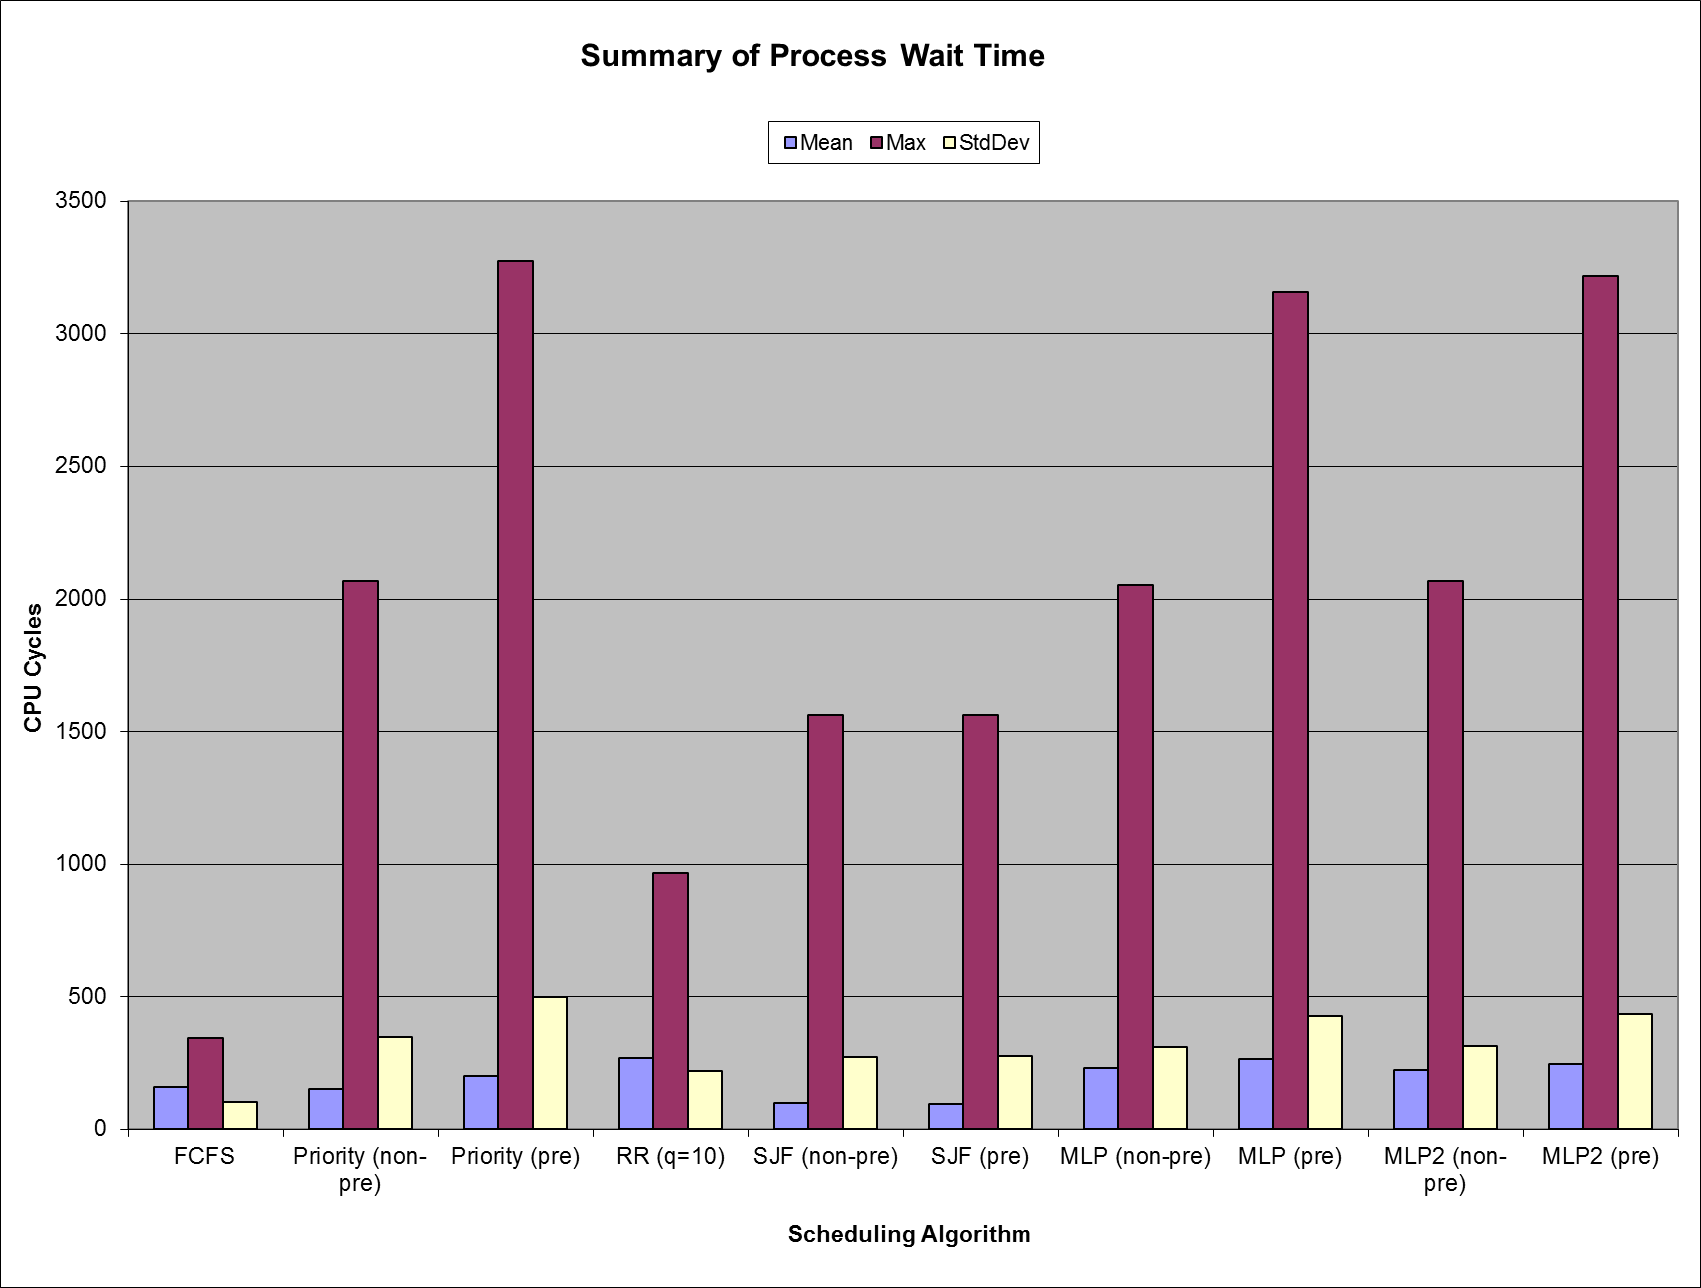 Summary of Process Wait Time
Mean Max StdDev
3500
3000
2500
2000
1500
1000
500
0
CPU Cycles
FCFS Priority (non- Priority (pre) RR (q=10) SJF (non-pre) SJF (pre) MLP (non-pre) MLP (pre) MLP2 (non- MLP2 (pre)
pre) pre)
Scheduling Algorithm